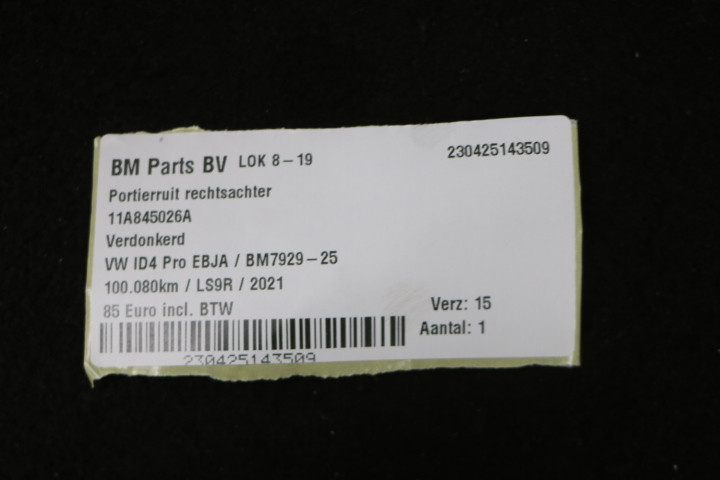 BM Parts BV LOK 8-19 230425143509
Portierruit rechtsachter
11A845026A
Verdonkerd
VW ID4 Pro EBJA / BM7929-25
100.080km / LS9R / 2021
85 Euro incl. BTW Verz: 15
Aantal: 1
230425143509